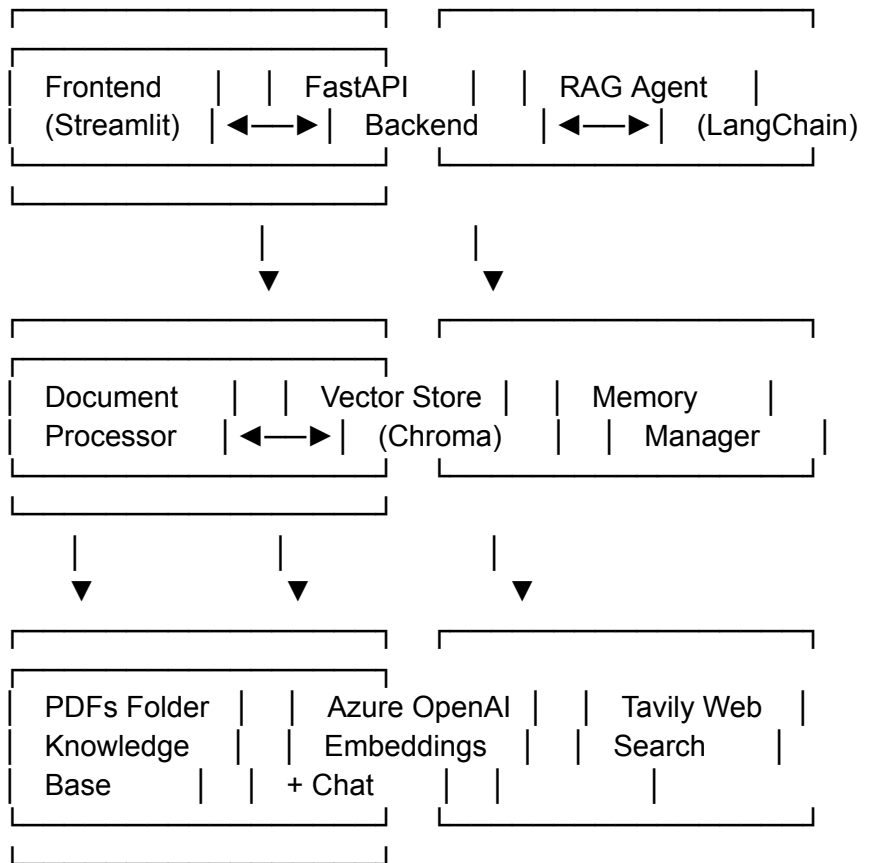 Frontend FastAPI RAG Agent
(Streamlit) Backend (LangChain)
Document Vector Store Memory
Processor (Chroma) Manager
PDFs Folder Azure OpenAI Tavily Web
Knowledge Embeddings Search
Base + Chat